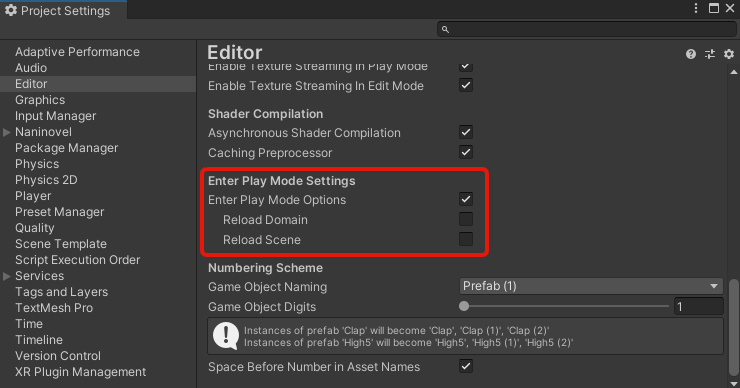 Project Settings
Adaptive Performance
Audio
Editor
Graphics
Input Manager
Naninovel
Package Manager
Physics
Physics 2D
Player
Preset Manager
Quality
Scene Template
Script Execution Order
Services
Tags and Layers
TextMesh Pro
Time
Timeline
Version Control
XR Plugin Management
Editor
Enable Texture Streaming In Play Mode
Enable Texture Streaming In Edit Mode
Shader Compilation
Asynchronous Shader Compilation
Caching Preprocessor
Enter Play Mode Settings
Enter Play Mode Options
Reload Domain
Reload Scene
Numbering Scheme
Game Object Naming Prefab (1)
Game Object Digits 1
Instances of prefab 'Clap' will become 'Clap', 'Clap (1)', 'Clap (2)'
Instances of prefab 'High5' will become 'High5', 'High5 (1)', 'High5 (2)'
Space Before Number in Asset Names